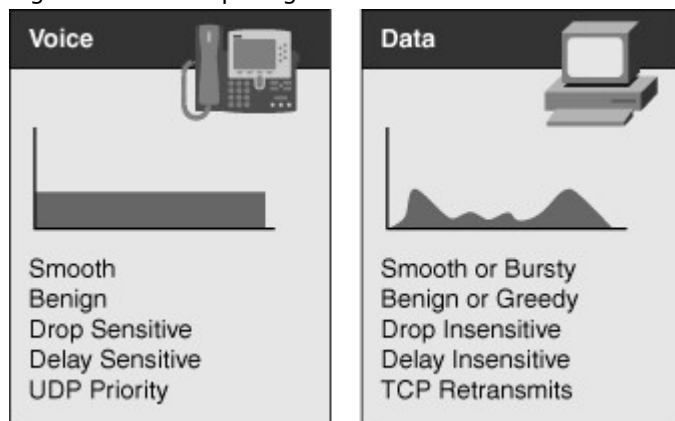 Voice
Smooth
Benign
Drop Sensitive
Delay Sensitive
UDP Priority
Data
Smooth or Bursty
Benign or Greedy
Drop Insensitive
Delay Insensitive
TCP Retransmits